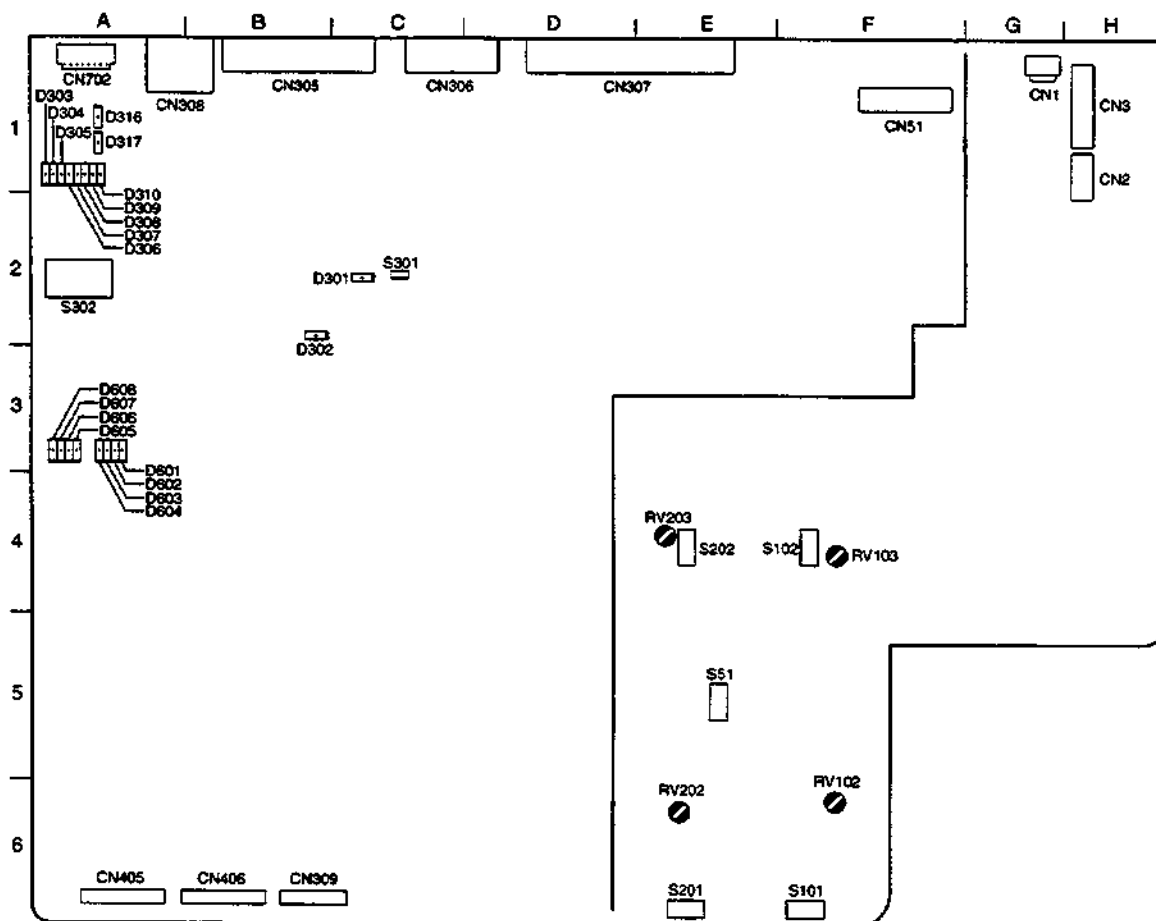 A B C D E F G H
CN702
CN308
CN305
CN306
CN307
CN51
CN1
CN3
CN2
1
D303
D304
D305
D316
D317
D310
D309
D308
D307
D306
2
S302
D301
S301
D302
3
D608
D607
D606
D605
D601
D602
D603
D604
4
RV203
S202
S102
RV103
5
S51
6
RV202
RV102
CN405
CN406
CN309
S201
S101